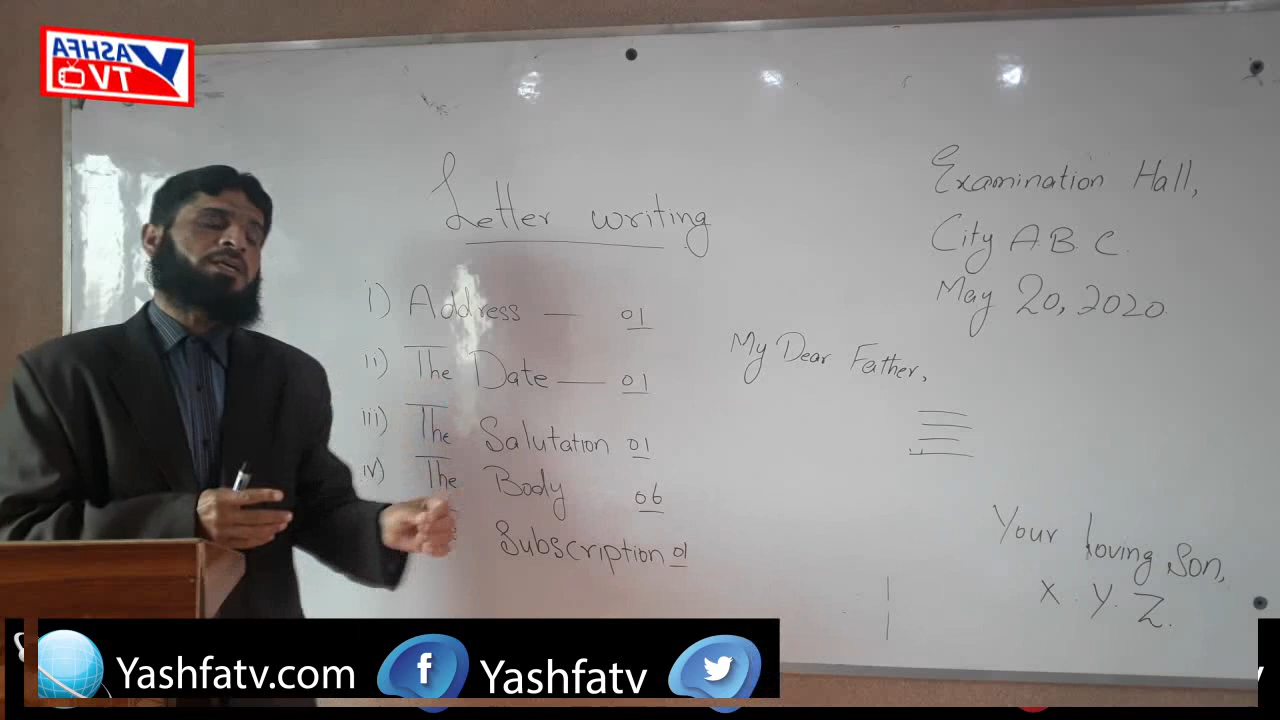 YASHFA
TV
Letter writing
i) Address — 01
ii) The Date — 01
iii) The Salutation 01
iv) The Body 06
Subscription 01
Examination Hall,
City A.B.C.
May 20, 2020.
My Dear Father,
Your loving Son,
X.Y.Z.
Yashfatv.com
f
Yashfatv